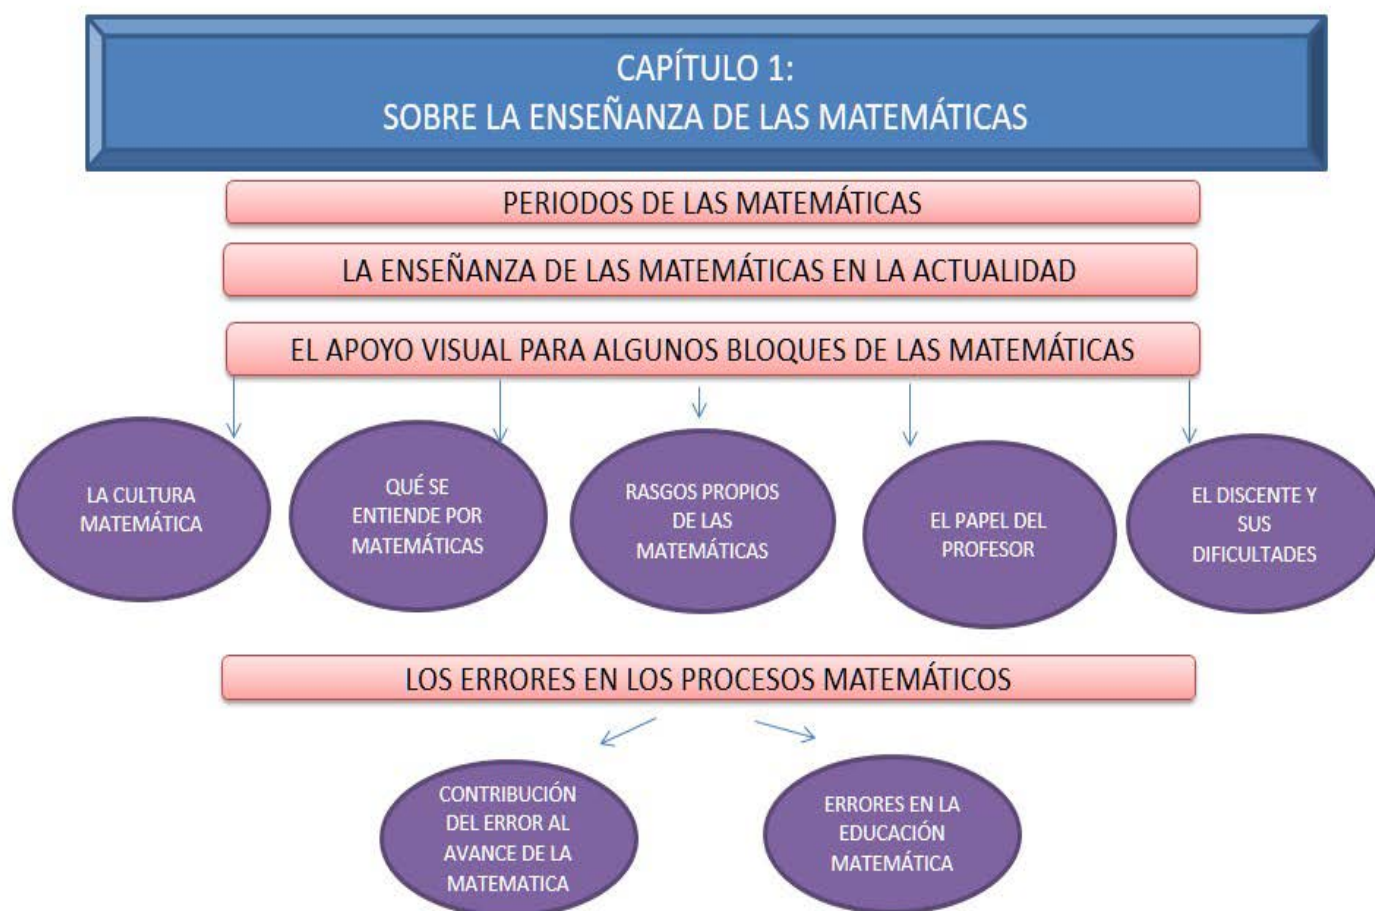 CAPÍTULO 1:
SOBRE LA ENSEÑANZA DE LAS MATEMÁTICAS
PERIODOS DE LAS MATEMÁTICAS
LA ENSEÑANZA DE LAS MATEMÁTICAS EN LA ACTUALIDAD
EL APOYO VISUAL PARA ALGUNOS BLOQUES DE LAS MATEMÁTICAS
LA CULTURA
MATEMÁTICA
QUÉ SE
ENTIENDE POR
MATEMÁTICAS
RASGOS PROPIOS
DE LAS
MATEMÁTICAS
EL PAPEL DEL
PROFESOR
EL DISCENTE Y
SUS
DIFICULTADES
LOS ERRORES EN LOS PROCESOS MATEMÁTICOS
CONTRIBUCIÓN
DEL ERROR AL
AVANCE DE LA
MATEMATICA
ERRORES EN LA
EDUCACIÓN
MATEMÁTICA